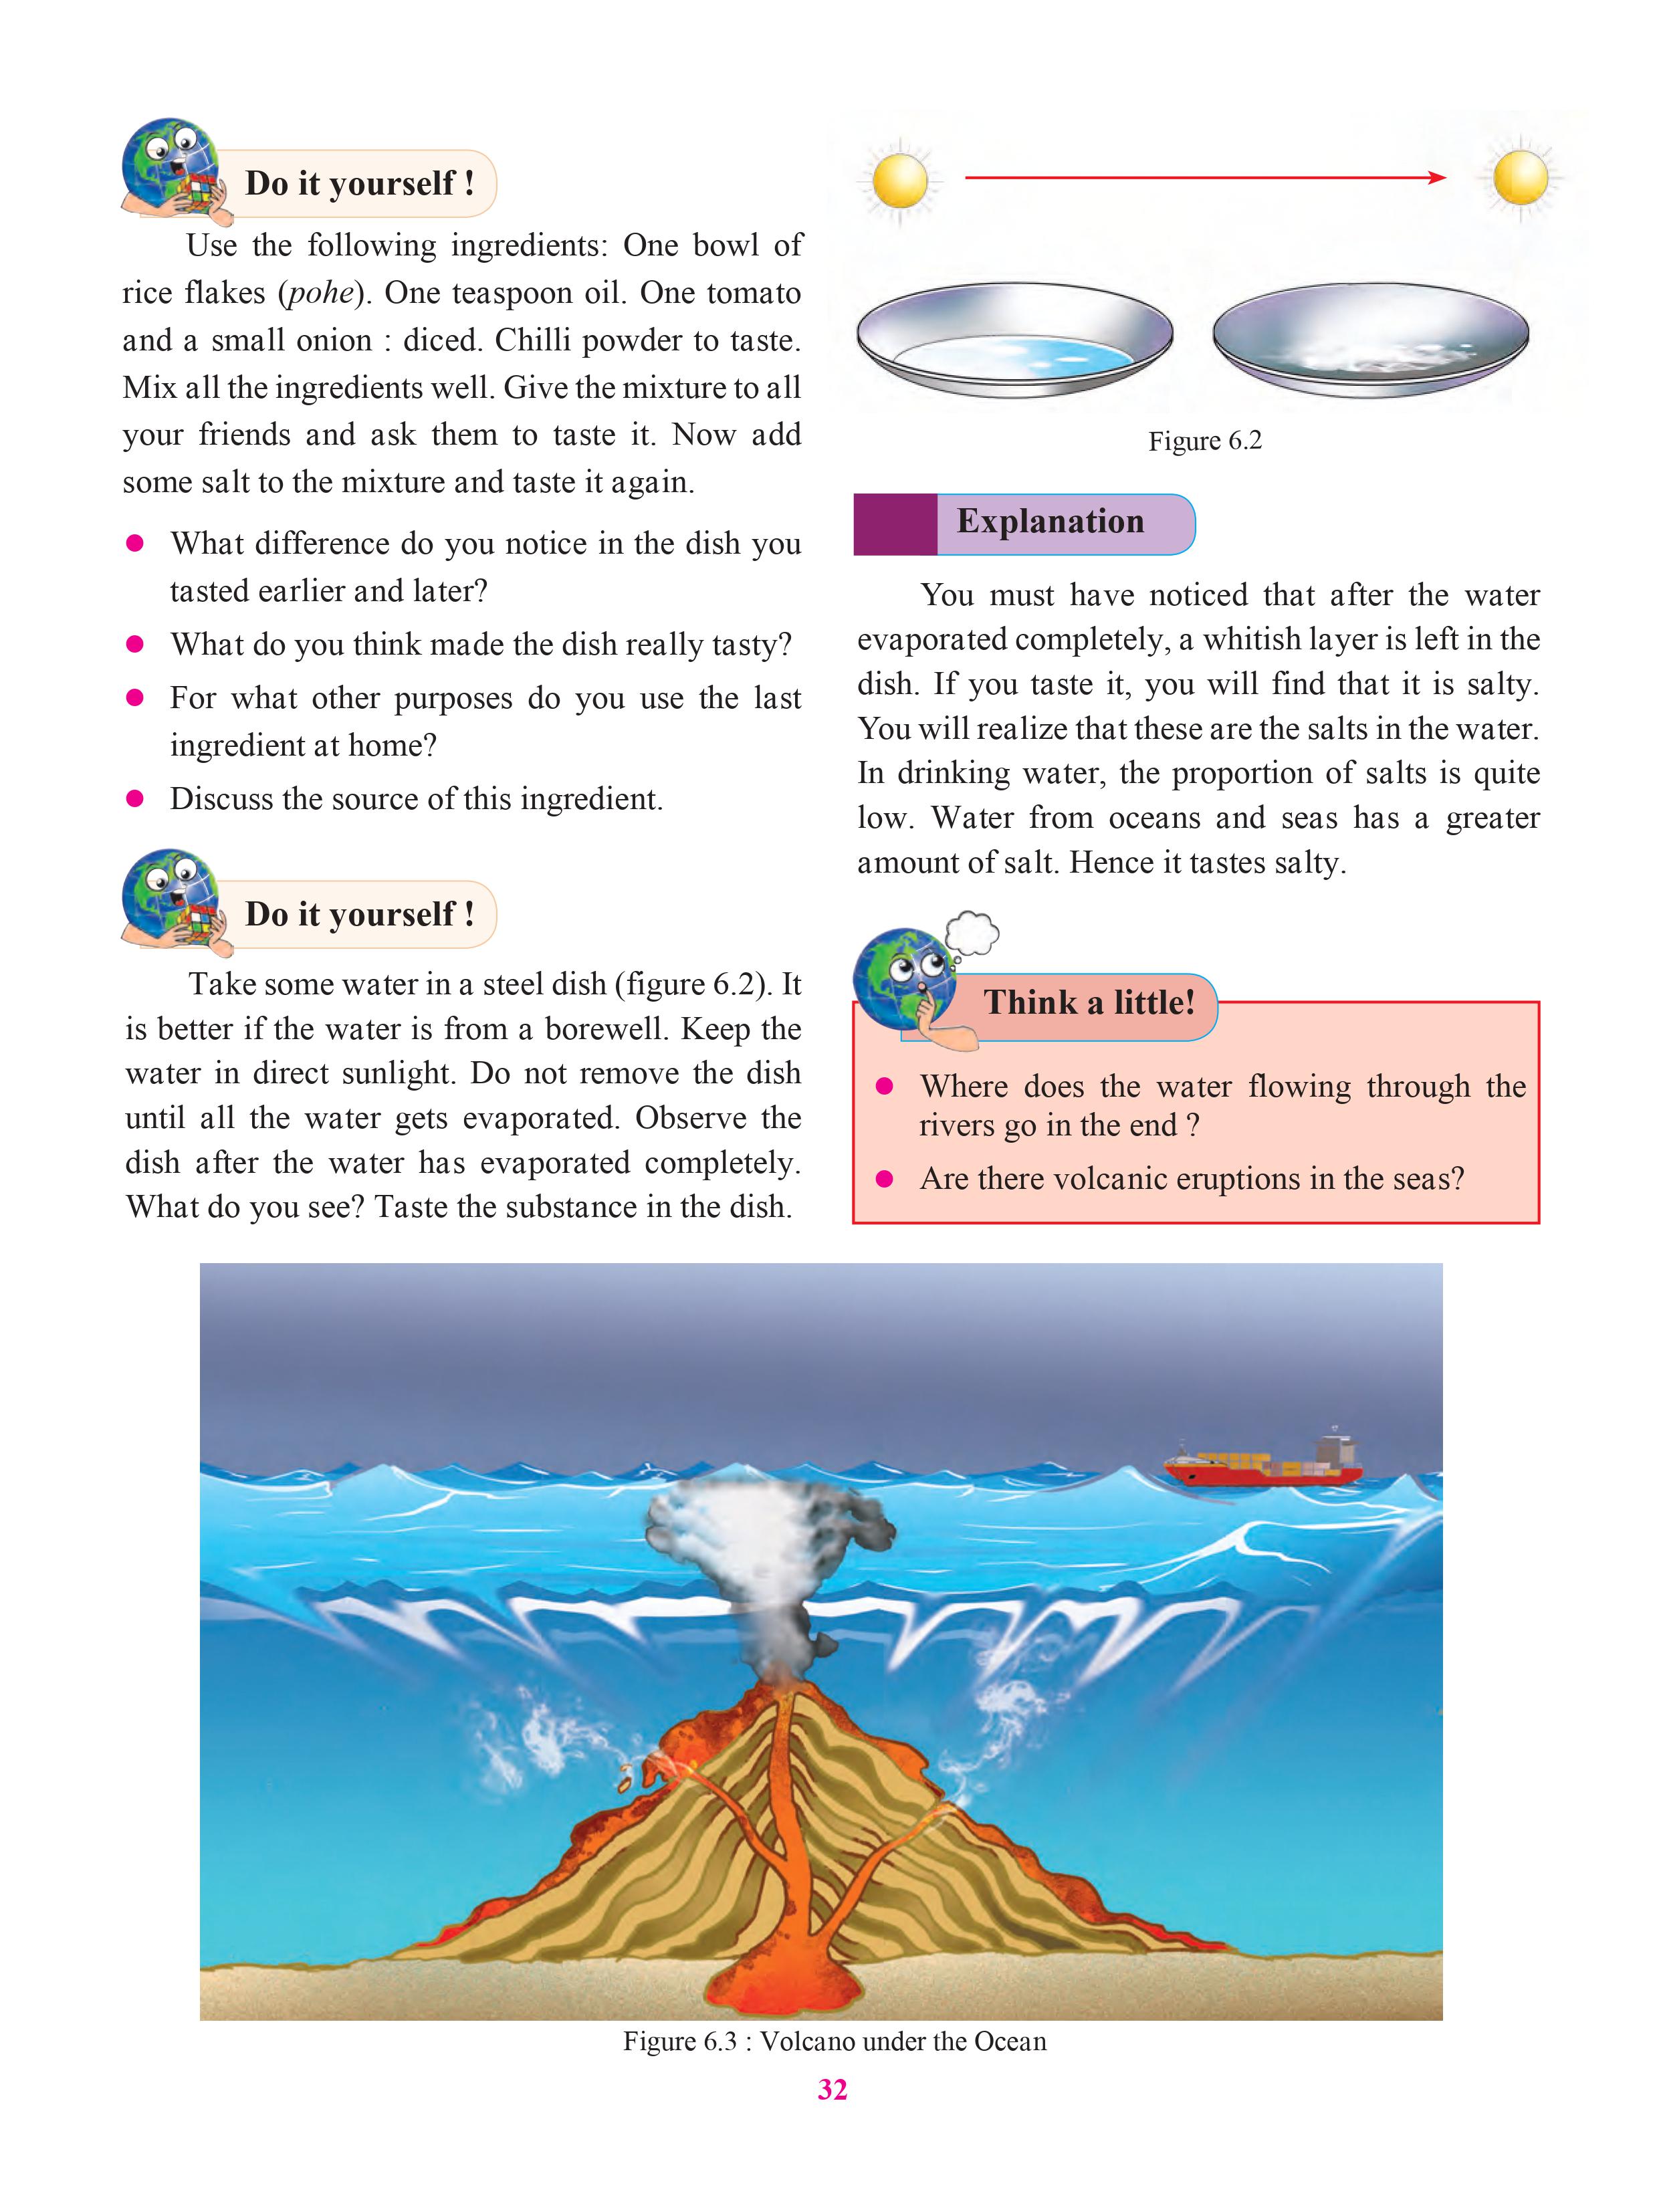 Do it yourself !
Use the following ingredients: One bowl of
rice flakes (pohe). One teaspoon oil. One tomato
and a small onion : diced. Chilli powder to taste.
Mix all the ingredients well. Give the mixture to all
your friends and ask them to taste it. Now add
some salt to the mixture and taste it again.
● What difference do you notice in the dish you
tasted earlier and later?
● What do you think made the dish really tasty?
● For what other purposes do you use the last
ingredient at home?
● Discuss the source of this ingredient.
Do it yourself !
Take some water in a steel dish (figure 6.2). It
is better if the water is from a borewell. Keep the
water in direct sunlight. Do not remove the dish
until all the water gets evaporated. Observe the
dish after the water has evaporated completely.
What do you see? Taste the substance in the dish.
Figure 6.2
Explanation
You must have noticed that after the water
evaporated completely, a whitish layer is left in the
dish. If you taste it, you will find that it is salty.
You will realize that these are the salts in the water.
In drinking water, the proportion of salts is quite
low. Water from oceans and seas has a greater
amount of salt. Hence it tastes salty.
Think a little!
● Where does the water flowing through the
rivers go in the end ?
● Are there volcanic eruptions in the seas?
Figure 6.3 : Volcano under the Ocean
32